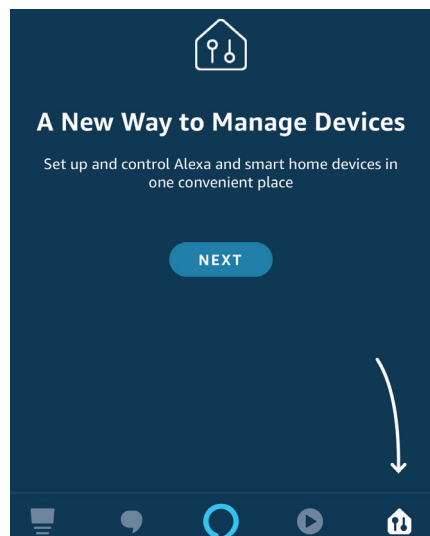 A New Way to Manage Devices
Set up and control Alexa and smart home devices in
one convenient place
NEXT